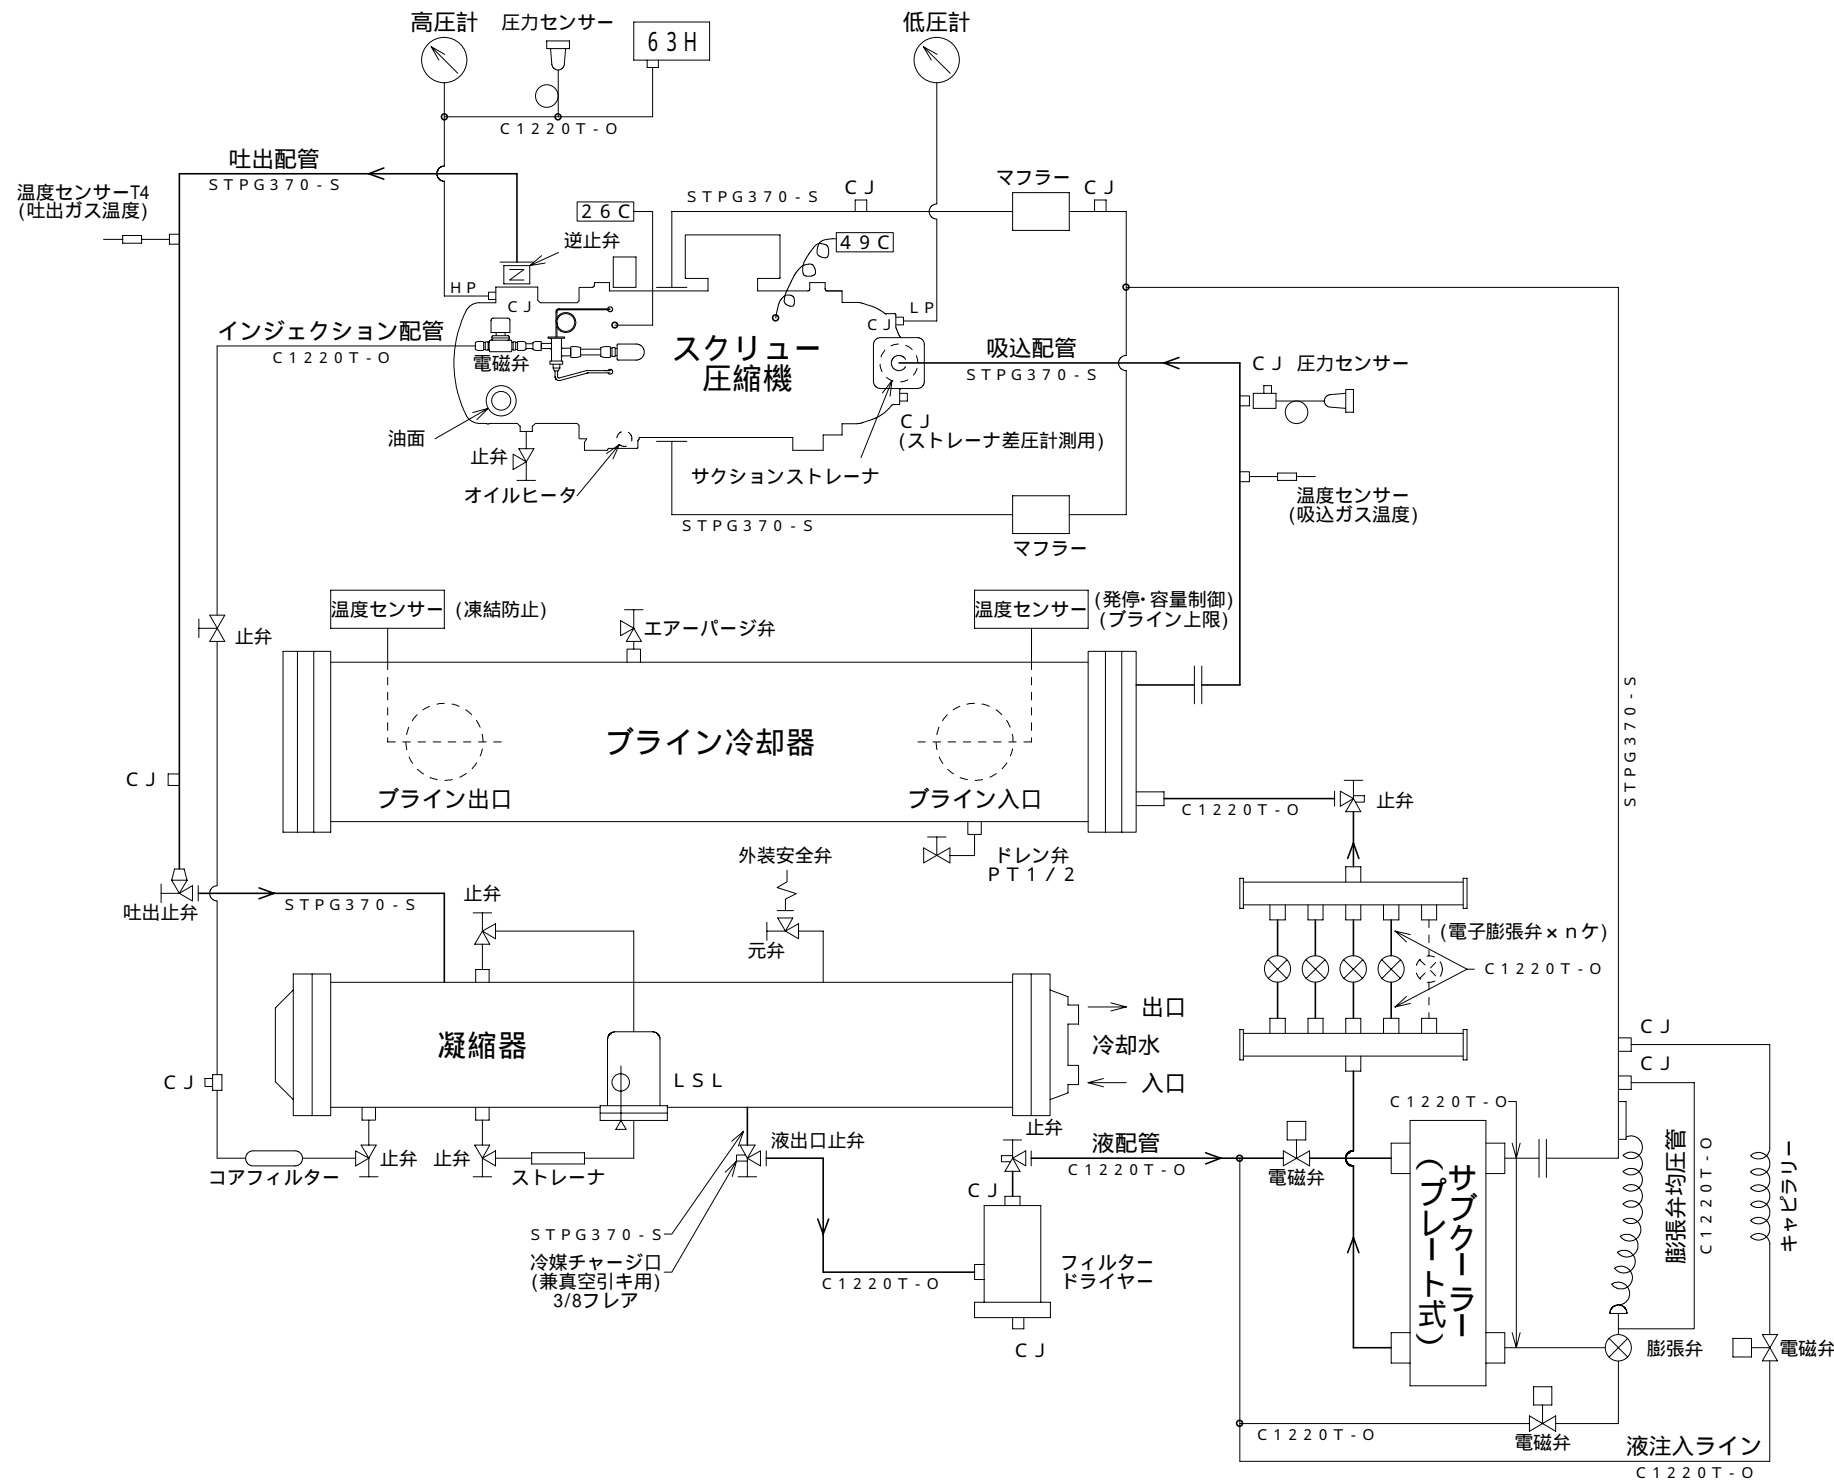 高圧計
圧力センサー
63H
低圧計
C1220T-O
吐出配管
STPG370-S
温度センサーT4
(吐出ガス温度)
26C
逆止弁
STPG370-S
CJ
マフラー
CJ
49C
HP
CJ
LP
CJ
インジェクション配管
C1220T-O
電磁弁
スクリュー
圧縮機
吸込配管
STPG370-S
CJ 圧力センサー
油面
止弁
オイルヒータ
CJ
(ストレーナ差圧計測用)
サクションストレーナ
温度センサー
(吸込ガス温度)
STPG370-S
マフラー
温度センサー
(凍結防止)
温度センサー
(発停・容量制御)
(ブライン上限)
止弁
エアーパージ弁
ブライン冷却器
ブライン出口
ブライン入口
STPG370-S
CJ
C1220T-O
止弁
ドレン弁
PT1/2
外装安全弁
元弁
吐出止弁
STPG370-S
止弁
(電子膨張弁×nケ)
C1220T-O
凝縮器
LSL
出口
冷却水
入口
CJ
CJ
CJ
C1220T-O
コアフィルター
止弁
止弁
ストレーナ
液出口止弁
止弁
液配管
C1220T-O
電磁弁
CJ
サブクーラー
(プレート式)
膨張弁均圧管
C1220T-O
キャピラリー
STPG370-S
冷媒チャージ口
(兼真空引キ用)
3/8フレア
C1220T-O
フィルター
ドライヤー
CJ
膨張弁
電磁弁
C1220T-O
電磁弁
液注入ライン
C1220T-O